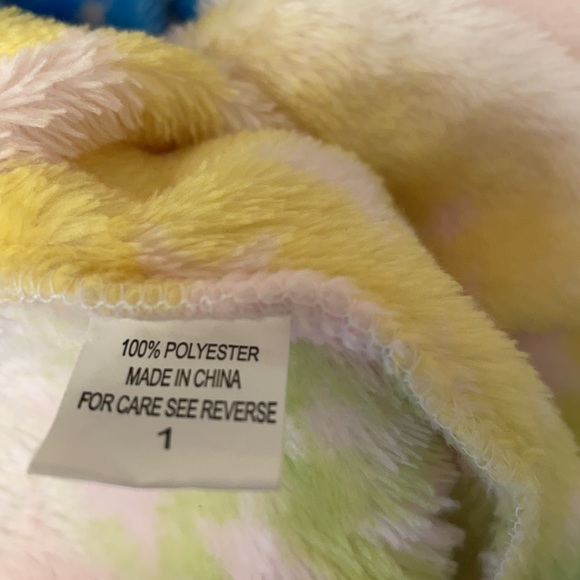 100% POLYESTER
MADE IN CHINA
FOR CARE SEE REVERSE
1